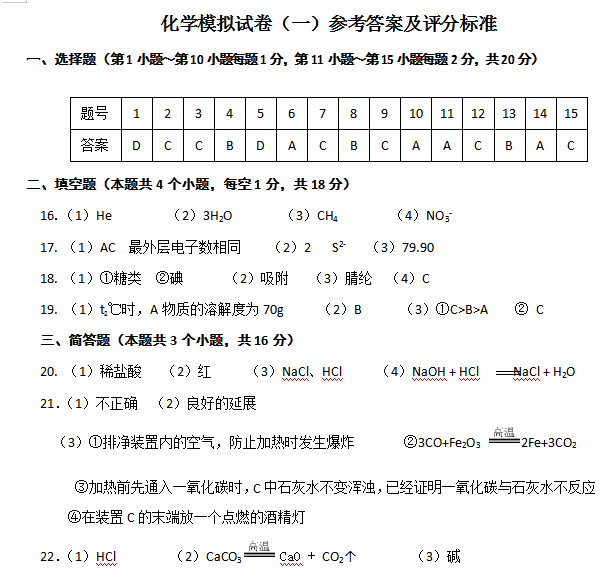 化学模拟试卷（一）参考答案及评分标准
一、选择题（第1小题～第10小题每题1分，第11小题～第15小题每题2分，共20分）
题号 1 2 3 4 5 6 7 8 9 10 11 12 13 14 15
答案 D C C B D A C B C A A C B A C
二、填空题（本题共4个小题，每空1分，共18分）
16.（1）He （2）3H₂O （3）CH₄ （4）NO₃⁻
17.（1）AC 最外层电子数相同 （2）2 S²⁻ （3）79.90
18.（1）①糖类 ②碘 （2）吸附 （3）腈纶 （4）C
19.（1）t₂℃时，A物质的溶解度为70g （2）B （3）①C>B>A ② C
三、简答题（本题共3个小题，共16分）
20.（1）稀盐酸 （2）红 （3）NaCl、HCl （4）NaOH + HCl ═══ NaCl + H₂O
21.（1）不正确 （2）良好的延展
（3）①排净装置内的空气，防止加热时发生爆炸 ②3CO+Fe₂O₃ ═高温═ 2Fe+3CO₂
③加热前先通入一氧化碳时，C中石灰水不变浑浊，已经证明一氧化碳与石灰水不反应
④在装置C的末端放一个点燃的酒精灯
22.（1）HCl （2）CaCO₃ ═高温═ CaO + CO₂↑ （3）碱